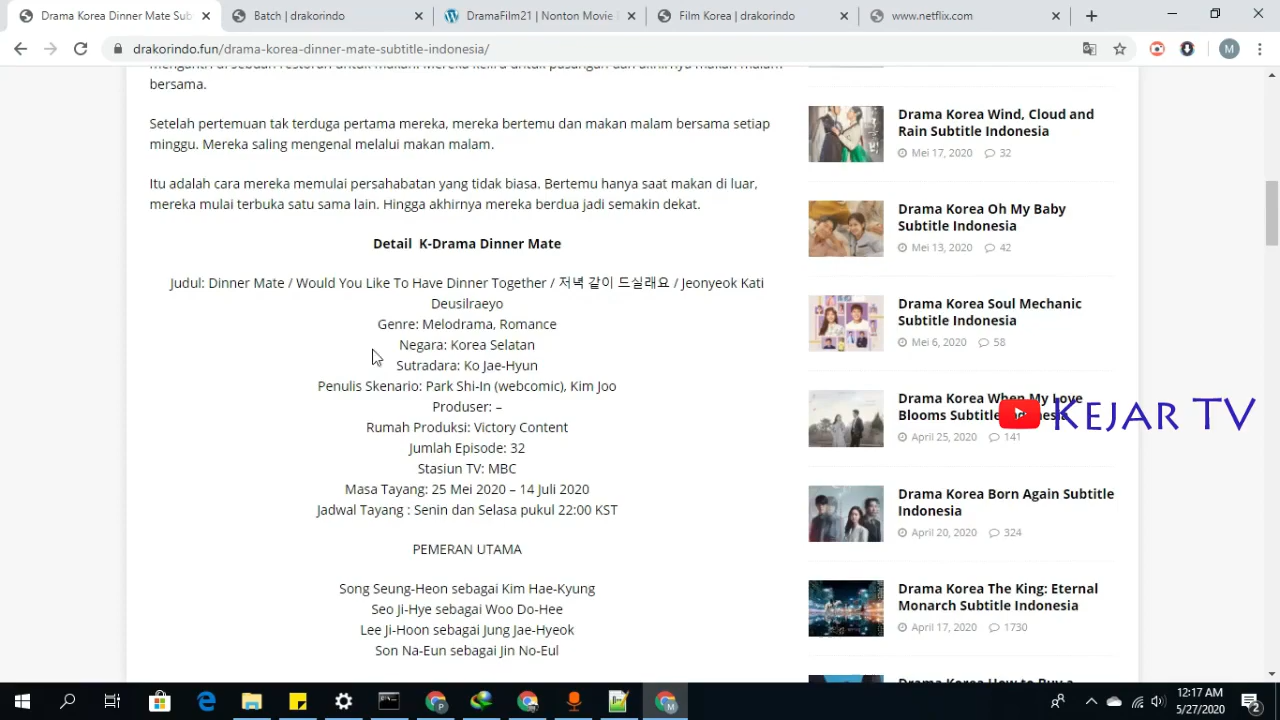 Drama Korea Dinner Mate Sub
Batch | drakorindo
DramaFilm21 | Nonton Movie
Film Korea | drakorindo
www.netflix.com
drakorindo.fun/drama-korea-dinner-mate-subtitle-indonesia/
M
bersama.
Setelah pertemuan tak terduga pertama mereka, mereka bertemu dan makan malam bersama setiap
minggu. Mereka saling mengenal melalui makan malam.
Itu adalah cara mereka memulai persahabatan yang tidak biasa. Bertemu hanya saat makan di luar,
mereka mulai terbuka satu sama lain. Hingga akhirnya mereka berdua jadi semakin dekat.
Detail K-Drama Dinner Mate
Judul: Dinner Mate / Would You Like To Have Dinner Together / 저녁 같이 드실래요 / Jeonyeok Kati
Deusilraeyo
Genre: Melodrama, Romance
Negara: Korea Selatan
Sutradara: Ko Jae-Hyun
Penulis Skenario: Park Shi-In (webcomic), Kim Joo
Produser: –
Rumah Produksi: Victory Content
Jumlah Episode: 32
Stasiun TV: MBC
Masa Tayang: 25 Mei 2020 – 14 Juli 2020
Jadwal Tayang : Senin dan Selasa pukul 22:00 KST
PEMERAN UTAMA
Song Seung-Heon sebagai Kim Hae-Kyung
Seo Ji-Hye sebagai Woo Do-Hee
Lee Ji-Hoon sebagai Jung Jae-Hyeok
Son Na-Eun sebagai Jin No-Eul
Drama Korea Wind, Cloud and
Rain Subtitle Indonesia
Mei 17, 2020 32
Drama Korea Oh My Baby
Subtitle Indonesia
Mei 13, 2020 42
Drama Korea Soul Mechanic
Subtitle Indonesia
Mei 6, 2020 58
Drama Korea When My Love
Blooms Subtitle Indonesia
April 25, 2020 141
KEJAR TV
Drama Korea Born Again Subtitle
Indonesia
April 20, 2020 324
Drama Korea The King: Eternal
Monarch Subtitle Indonesia
April 17, 2020 1730
12:17 AM
5/27/2020
2